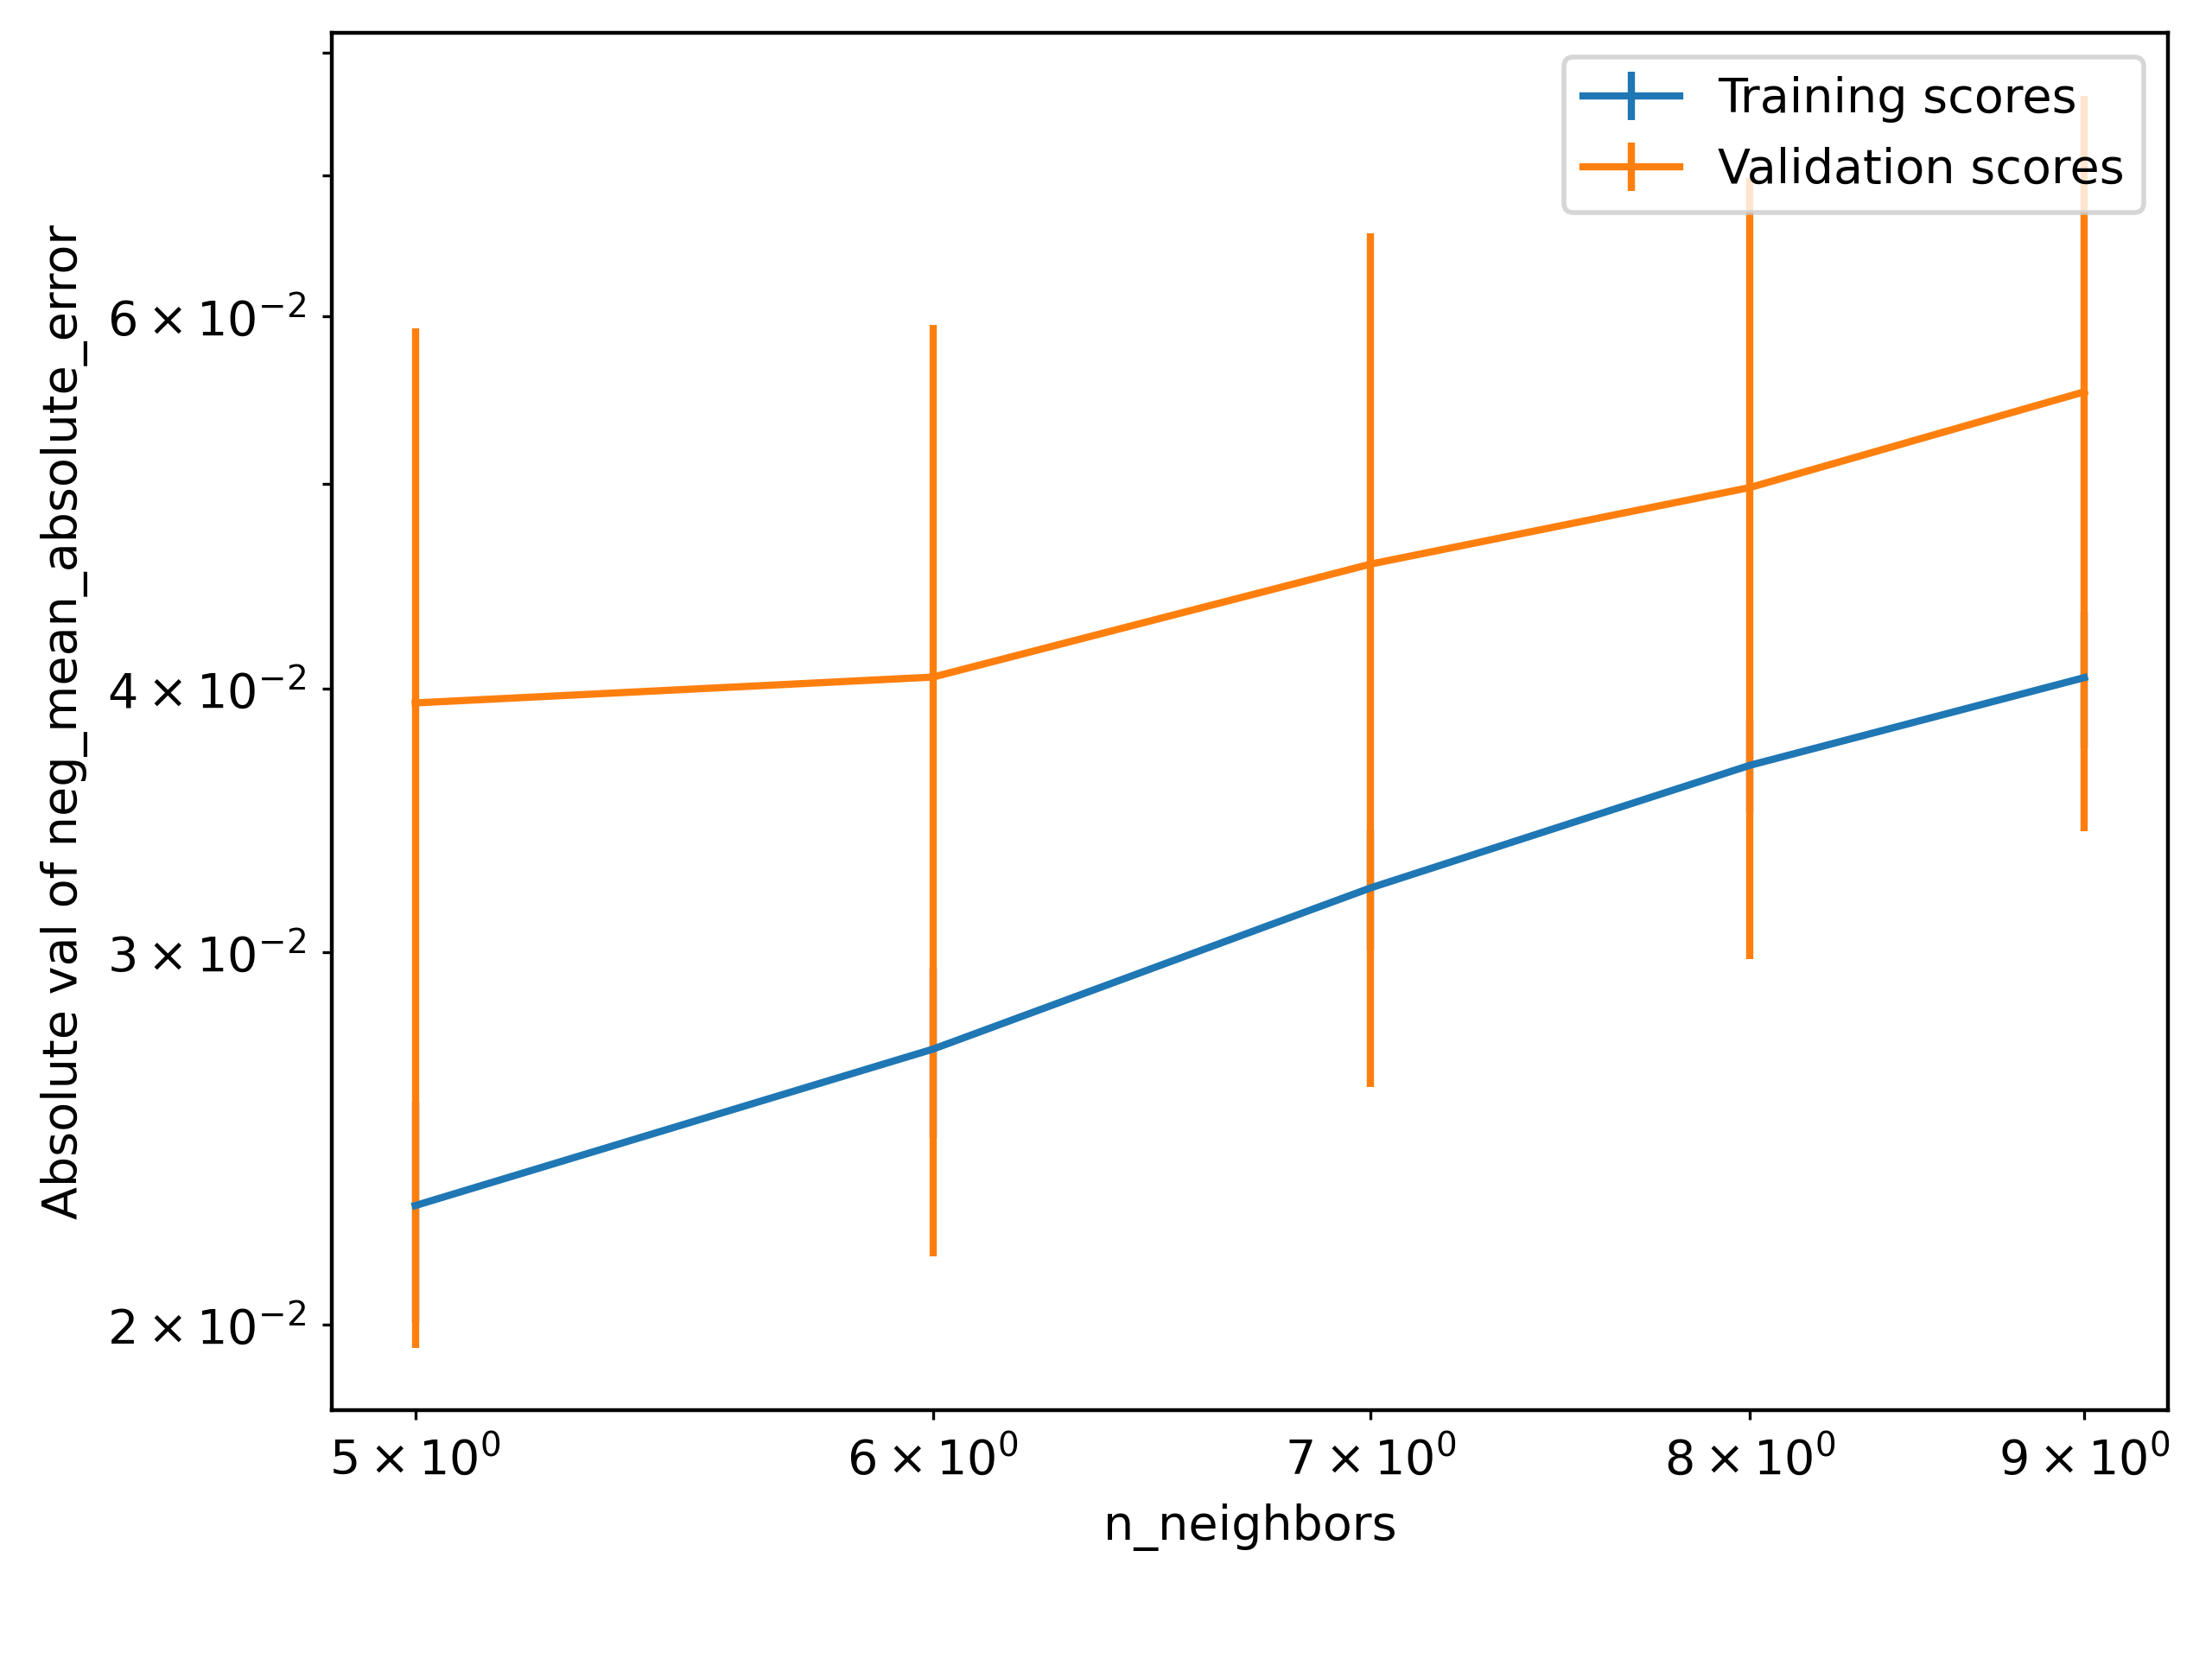 Training scores
Validation scores
Absolute val of neg_mean_absolute_error
6 × 10⁻²
4 × 10⁻²
3 × 10⁻²
2 × 10⁻²
5 × 10⁰ 6 × 10⁰ 7 × 10⁰ 8 × 10⁰ 9 × 10⁰
n_neighbors